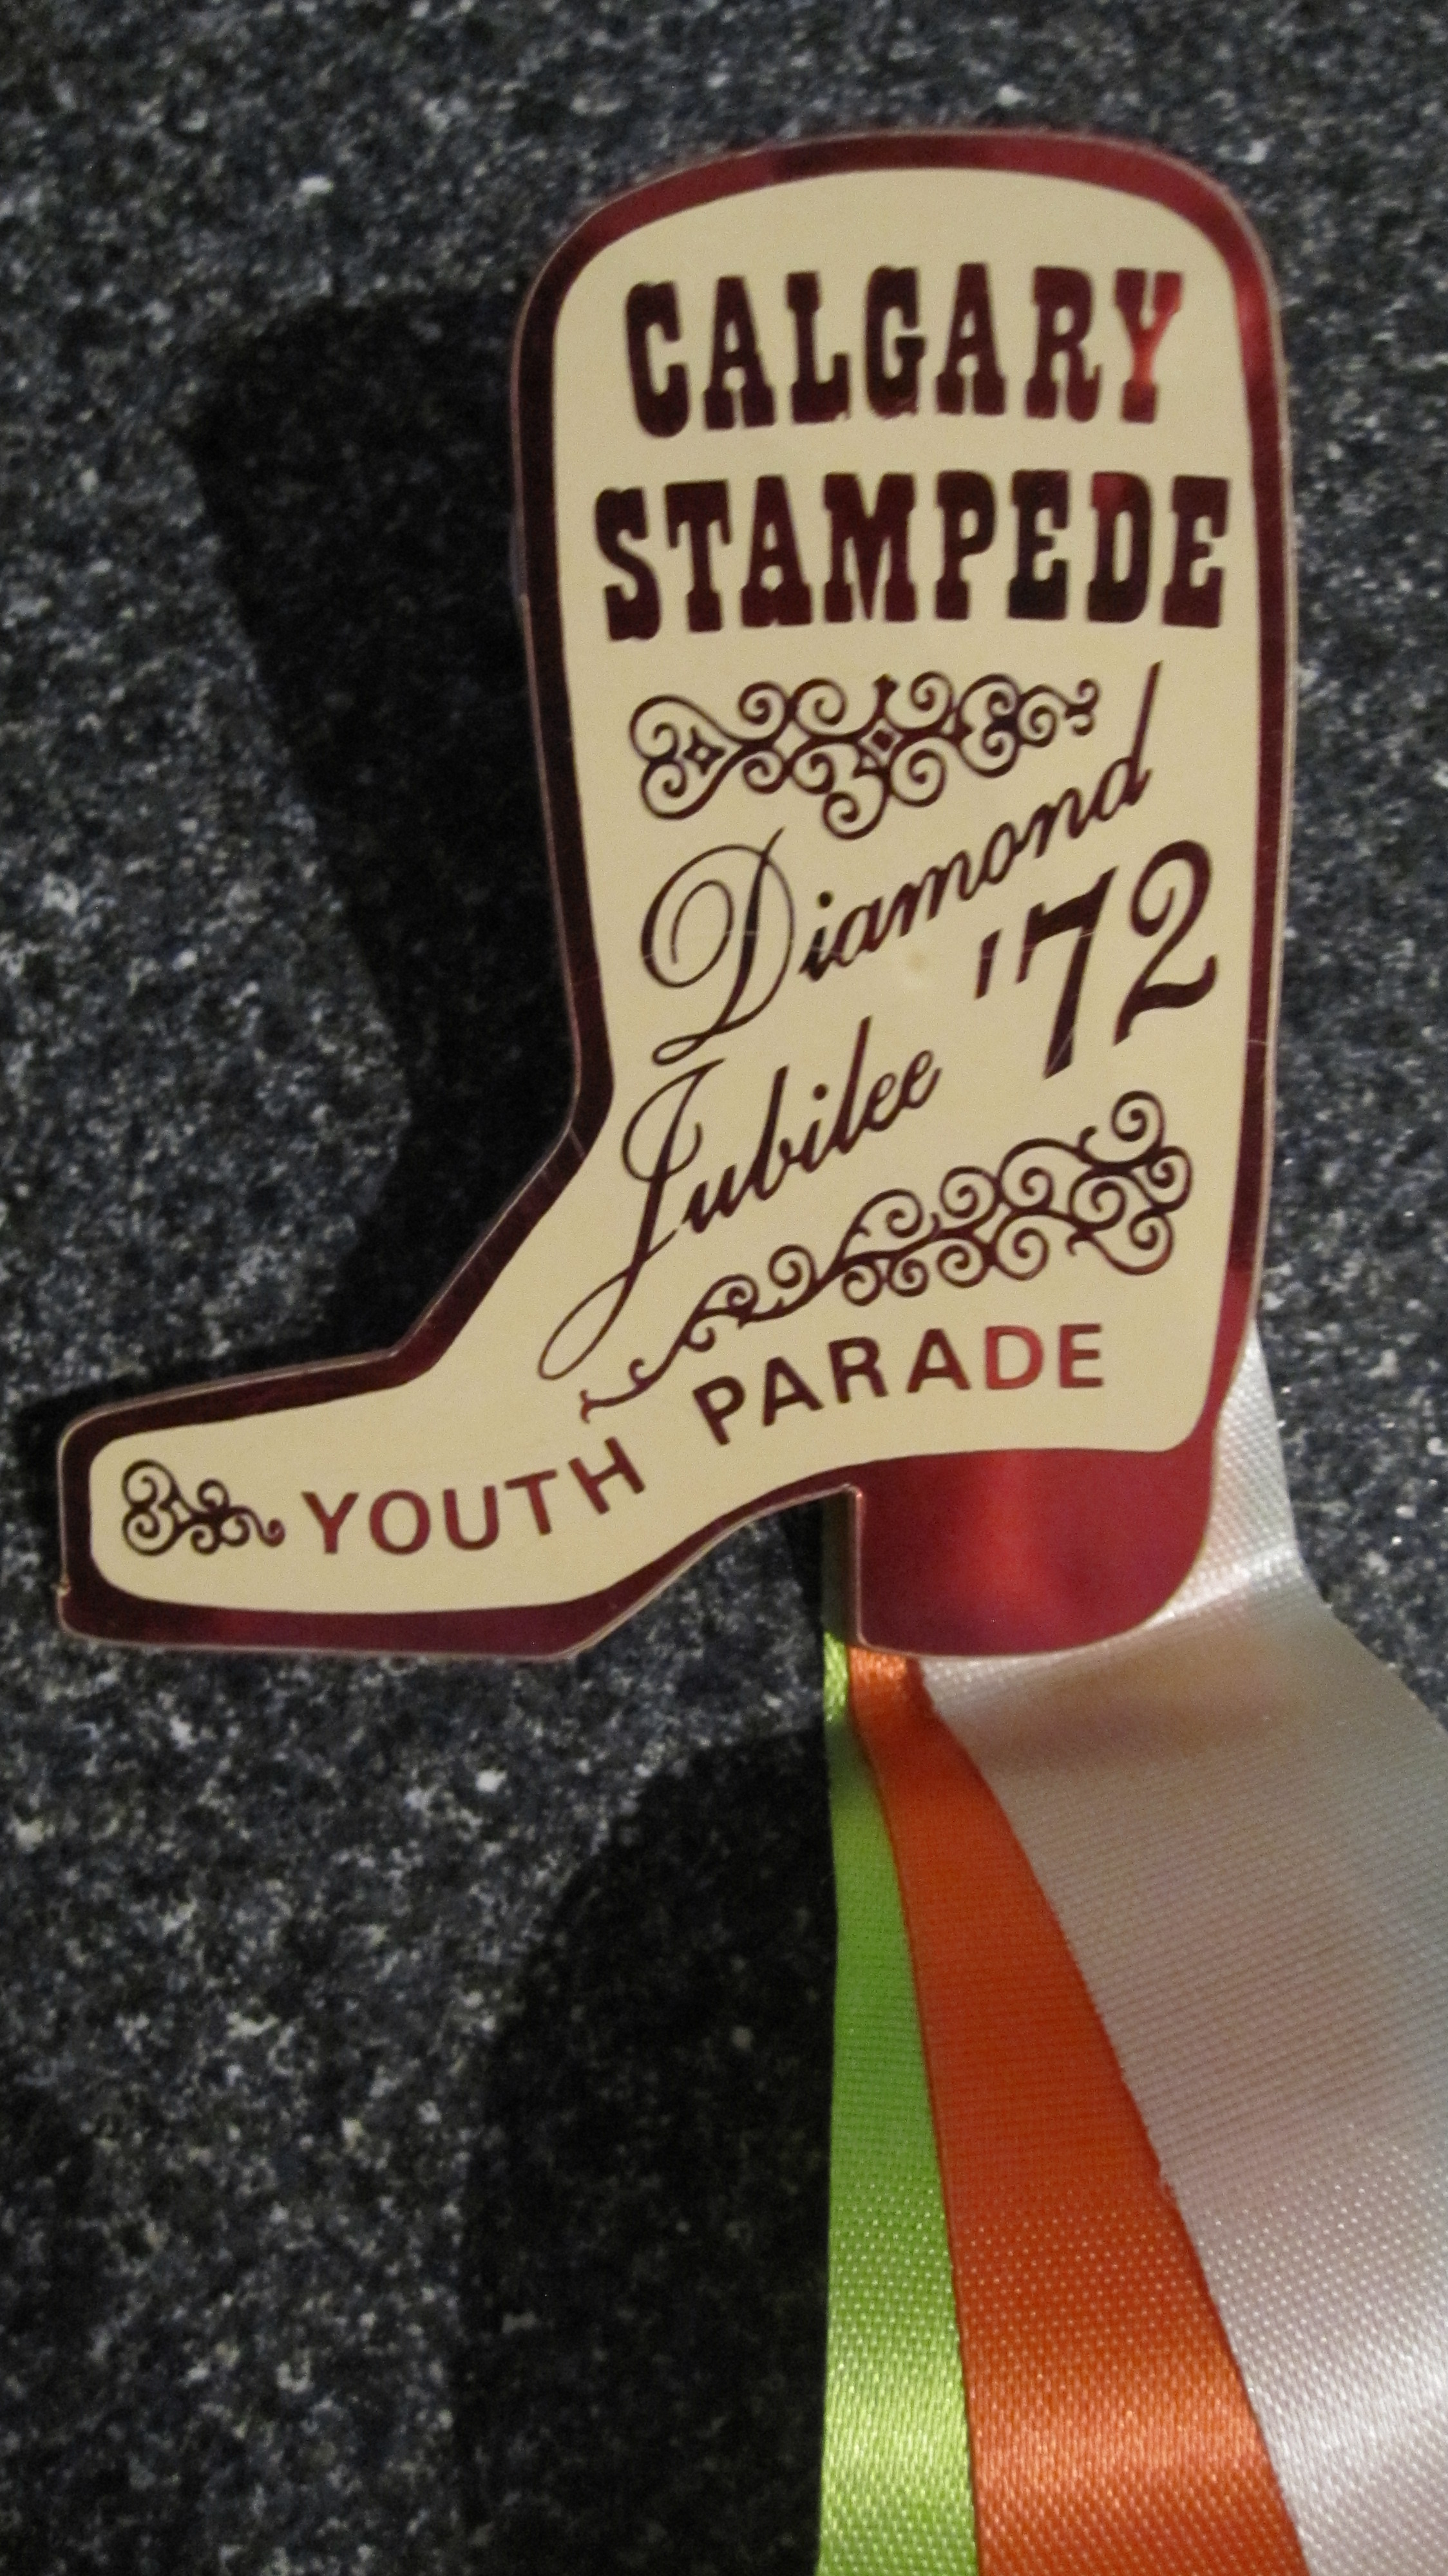 CALGARY
STAMPEDE
Diamond
Jubilee '72
YOUTH PARADE